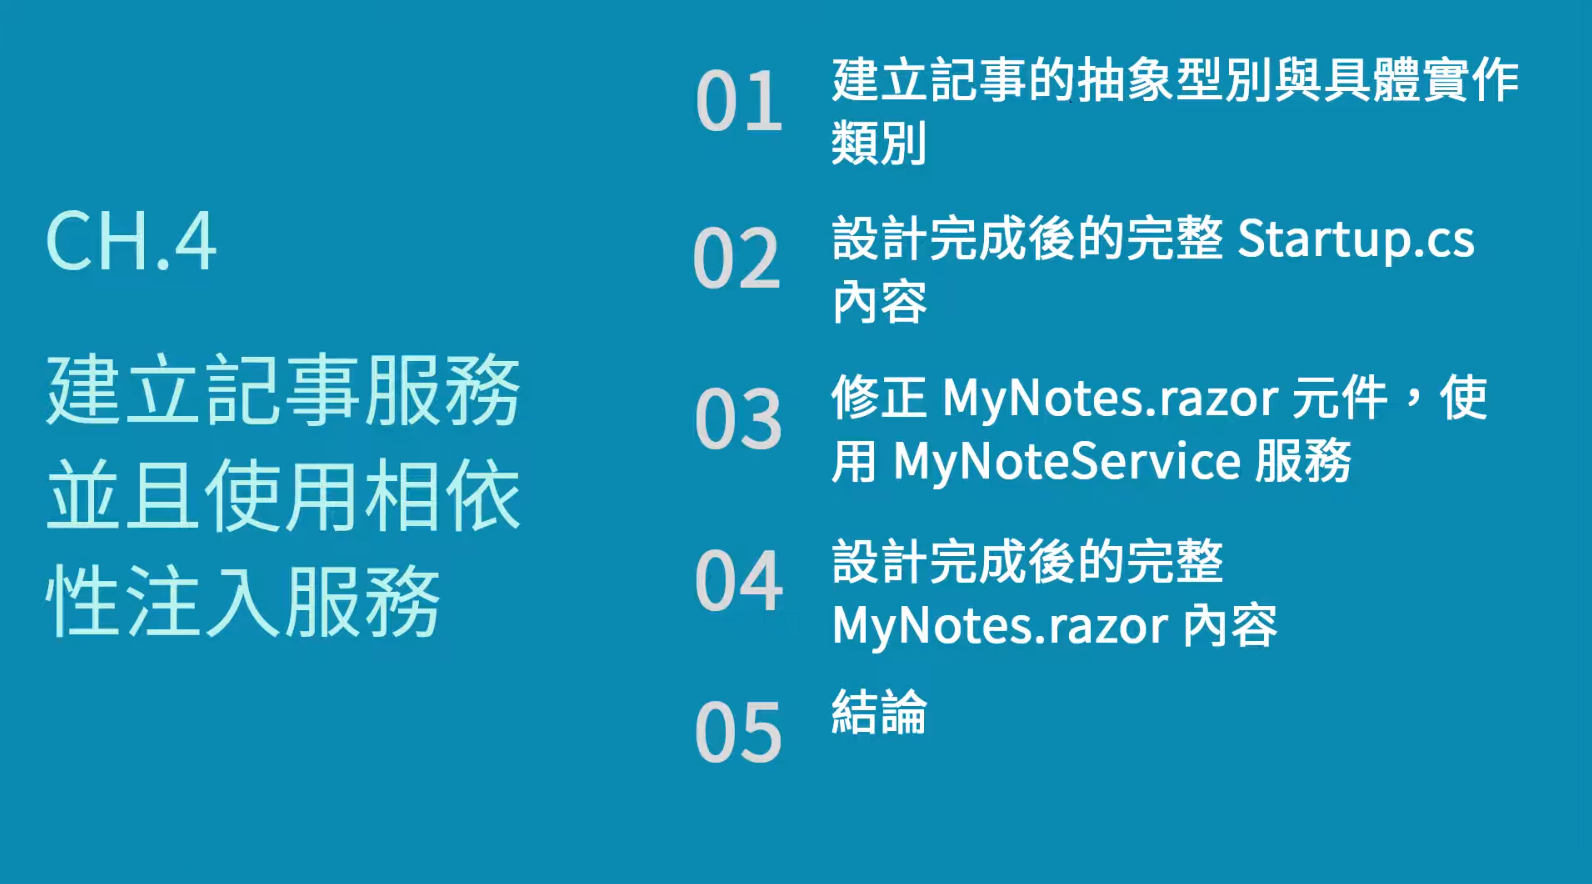 CH.4
建立記事服務
並且使用相依
性注入服務
01
建立記事的抽象型別與具體實作
類別
02
設計完成後的完整 Startup.cs
內容
03
修正 MyNotes.razor 元件，使
用 MyNoteService 服務
04
設計完成後的完整
MyNotes.razor 內容
05
結論